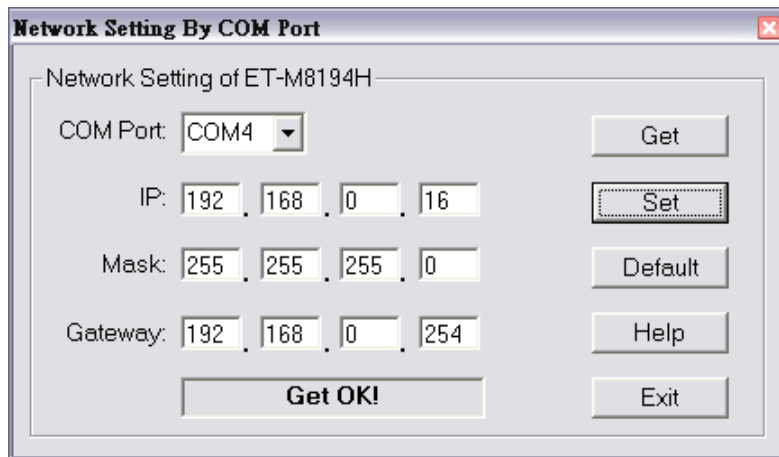 Network Setting By COM Port
Network Setting of ET-M8194H
COM Port: COM4 Get
IP: 192 . 168 . 0 . 16 Set
Mask: 255 . 255 . 255 . 0 Default
Gateway: 192 . 168 . 0 . 254 Help
Get OK! Exit